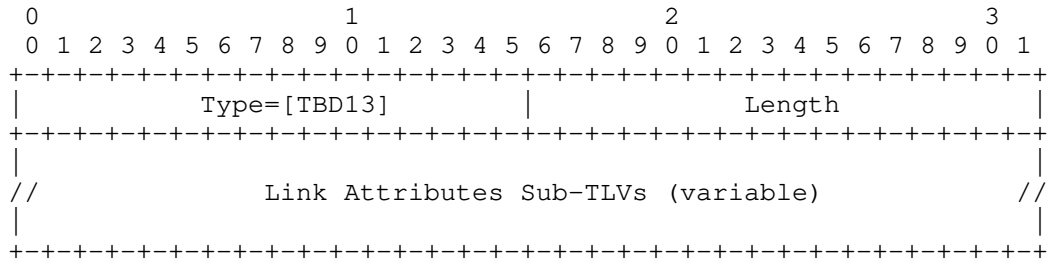 0                   1                   2                   3
 0 1 2 3 4 5 6 7 8 9 0 1 2 3 4 5 6 7 8 9 0 1 2 3 4 5 6 7 8 9 0 1
+-+-+-+-+-+-+-+-+-+-+-+-+-+-+-+-+-+-+-+-+-+-+-+-+-+-+-+-+-+-+-+-+
|           Type=[TBD13]        |             Length            |
+-+-+-+-+-+-+-+-+-+-+-+-+-+-+-+-+-+-+-+-+-+-+-+-+-+-+-+-+-+-+-+-+
|                                                               |
//              Link Attributes Sub-TLVs (variable)            //
|                                                               |
+-+-+-+-+-+-+-+-+-+-+-+-+-+-+-+-+-+-+-+-+-+-+-+-+-+-+-+-+-+-+-+-+